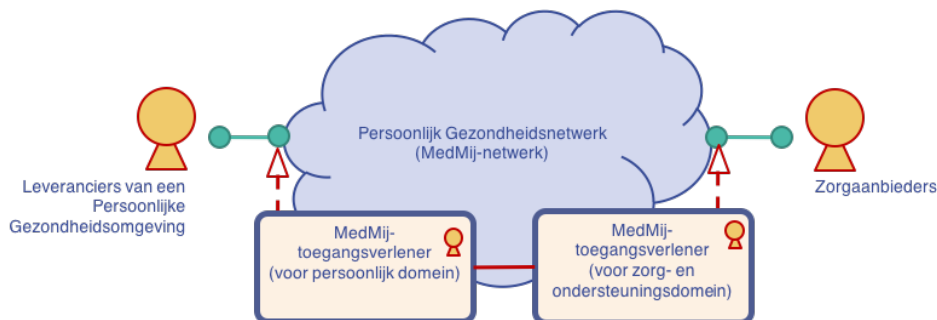 Persoonlijk Gezondheidsnetwerk
(MedMij-netwerk)
Leveranciers van een
Persoonlijke
Gezondheidsomgeving
Zorgaanbieders
MedMij-
toegangsverlener
(voor persoonlijk domein)
MedMij-
toegangsverlener
(voor zorg- en
ondersteuningsdomein)